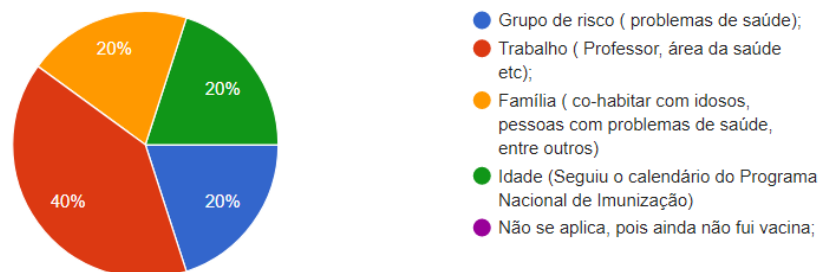 20%
20%
40%
20%
Grupo de risco ( problemas de saúde);
Trabalho ( Professor, área da saúde
etc);
Família ( co-habitar com idosos,
pessoas com problemas de saúde,
entre outros)
Idade (Seguiu o calendário do Programa
Nacional de Imunização)
Não se aplica, pois ainda não fui vacina;